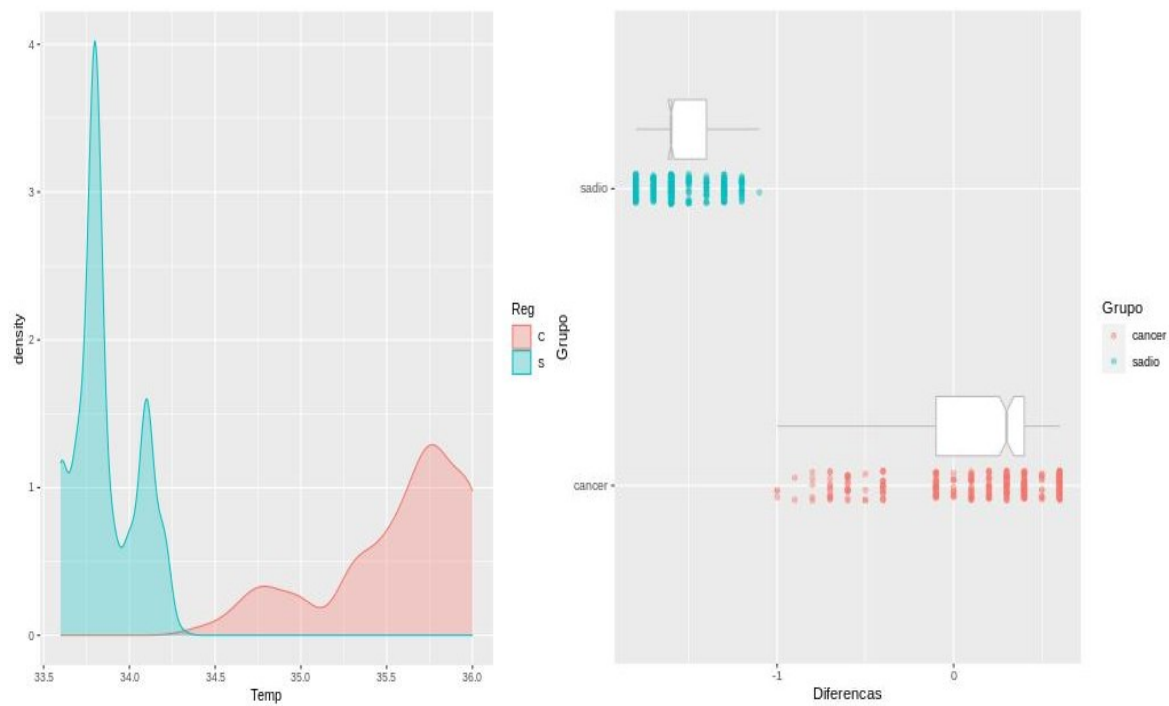 4
3
2
1
0
density
33.5
34.0
34.5
35.0
35.5
36.0
Temp
Reg
C
S
Grupo
sadio
cancer
-1
0
Diferencas
Grupo
cancer
sadio